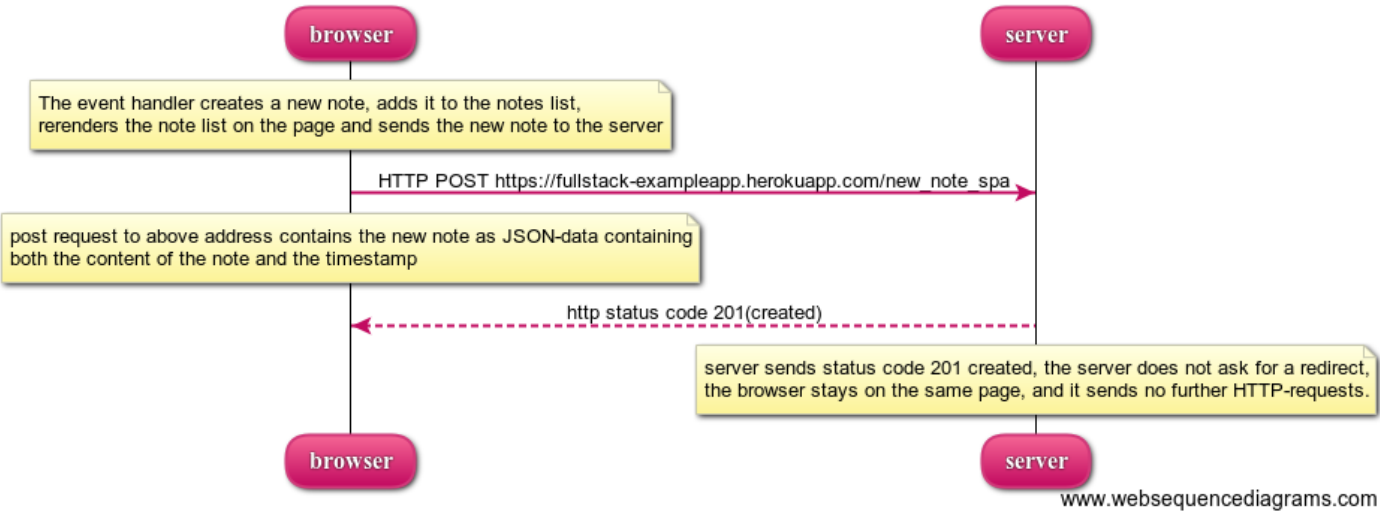 browser
server
The event handler creates a new note, adds it to the notes list,
rerenders the note list on the page and sends the new note to the server
HTTP POST https://fullstack-exampleapp.herokuapp.com/new_note_spa
post request to above address contains the new note as JSON-data containing
both the content of the note and the timestamp
http status code 201(created)
server sends status code 201 created, the server does not ask for a redirect,
the browser stays on the same page, and it sends no further HTTP-requests.
browser
server
www.websequencediagrams.com